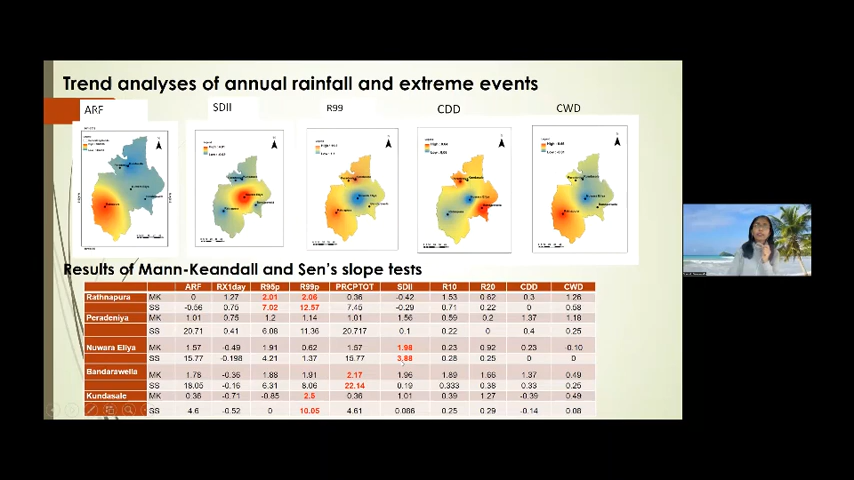 Trend analyses of annual rainfall and extreme events
ARF SDII R99 CDD CWD
Results of Mann-Keandall and Sen's slope tests
ARF RX1day R95p R99p PRCPTOT SDII R10 R20 CDD CWD
Rathnapura MK 0 1.27 2.01 2.06 0.36 -0.42 1.53 0.62 0.3 1.26
SS -0.56 0.75 7.02 12.57 7.45 -0.29 0.71 0.22 0 0.58
Peradeniya MK 1.01 0.75 1.2 1.14 1.01 1.56 0.59 0.2 1.37 1.18
SS 20.71 0.41 6.08 11.36 20.717 0.1 0.22 0 0.4 0.25
Nuwara Eliya MK 1.57 -0.49 1.91 0.62 1.57 1.98 0.23 0.92 0.23 -0.10
SS 15.77 -0.198 4.21 1.37 15.77 3.88 0.28 0.25 0 0
Bandarawella MK 1.78 -0.36 1.88 1.91 2.17 1.96 1.89 1.66 1.37 0.49
SS 18.05 -0.16 6.31 8.06 22.14 0.19 0.333 0.38 0.33 0.25
Kundasale MK 0.36 -0.71 -0.85 2.5 0.36 1.01 0.39 1.27 -0.39 0.49
SS 4.6 -0.52 0 10.05 4.61 0.086 0.25 0.29 -0.14 0.08